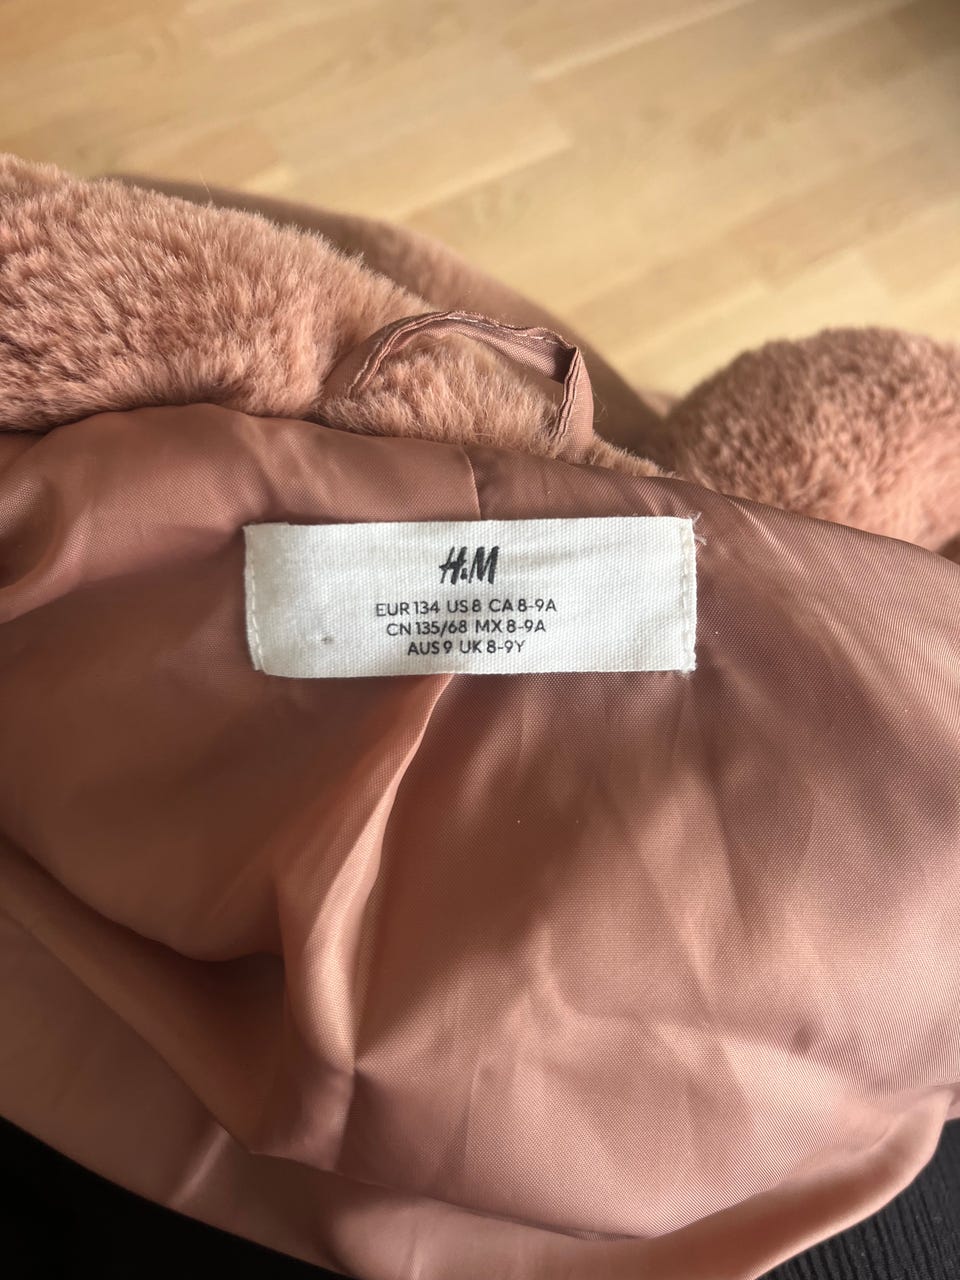 H&M
EUR 134 US 8 CA 8-9A
CN 135/68 MX 8-9A
AUS 9 UK 8-9Y